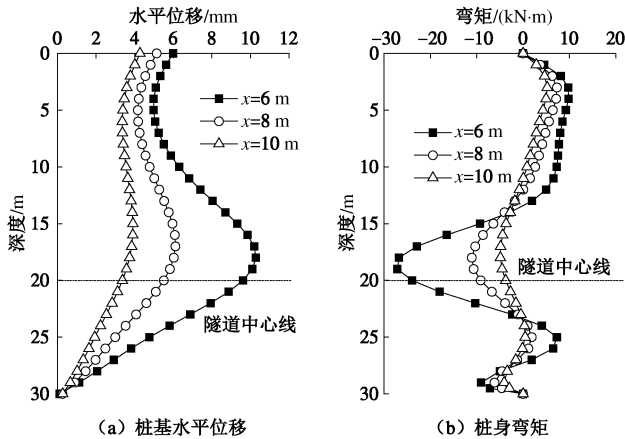 水平位移/mm
0 2 4 6 8 10 12
0
5
10
15
20
25
30
深度/m
x=6 m
x=8 m
x=10 m
隧道中心线
（a）桩基水平位移
弯矩/(kN·m)
−30 −20 −10 0 10 20
0
5
10
15
20
25
30
深度/m
x=6 m
x=8 m
x=10 m
隧道中心线
（b）桩身弯矩